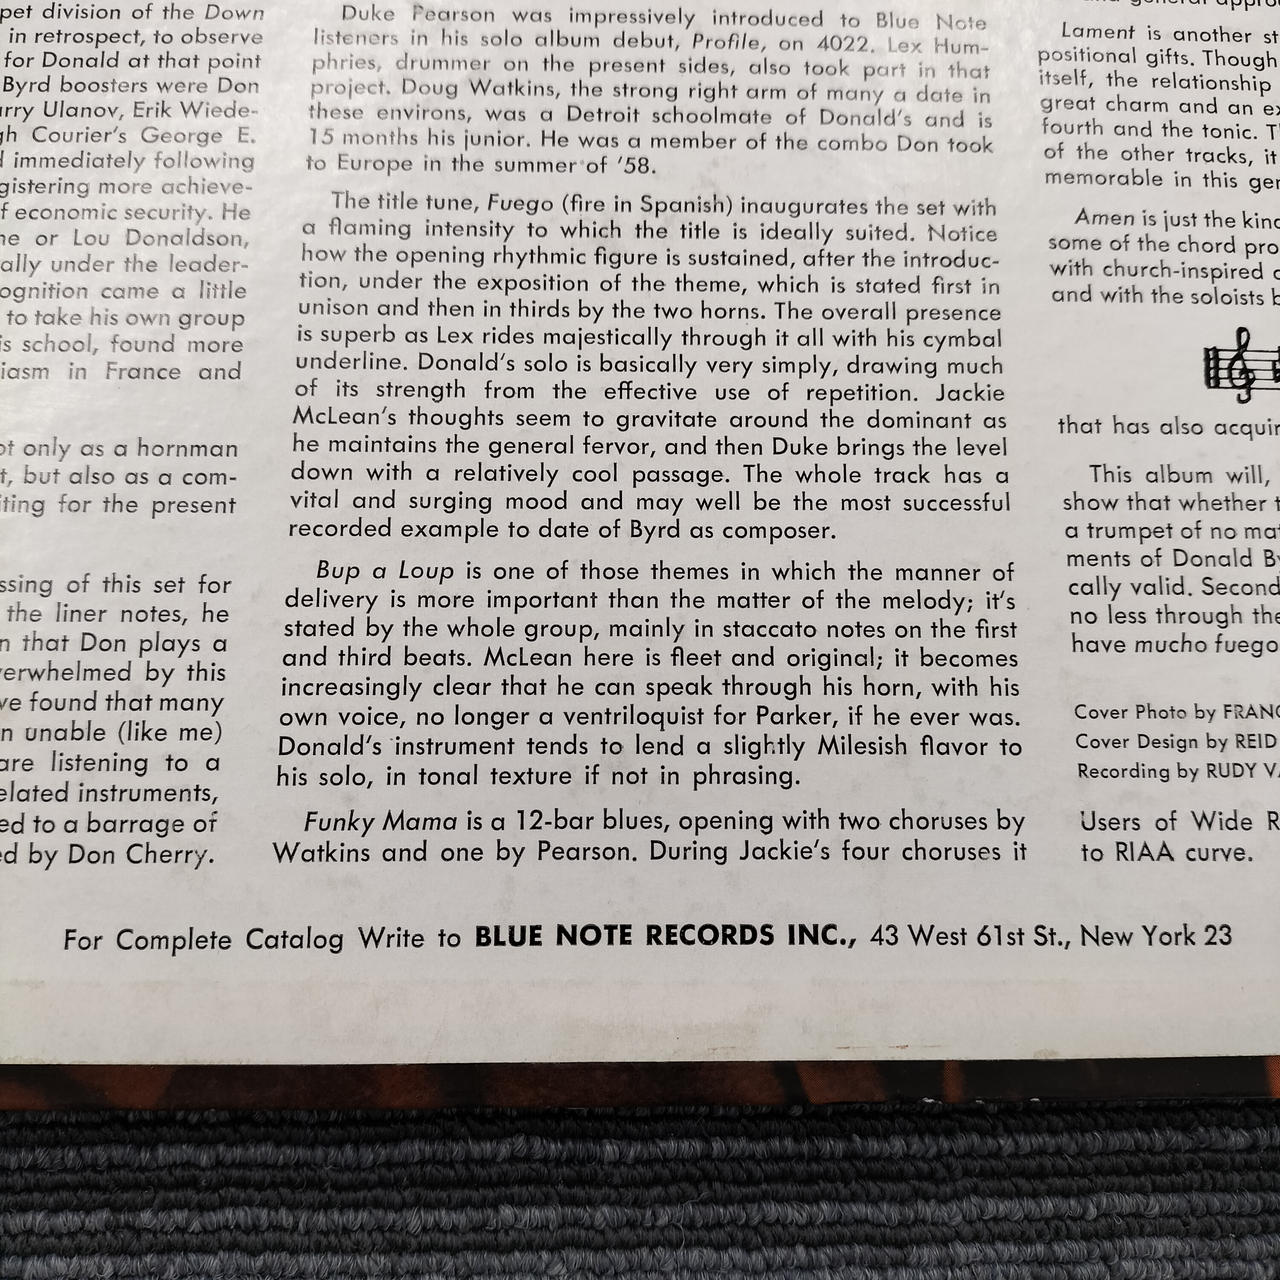 pet division of the Down
in retrospect, to observe
for Donald at that point
Byrd boosters were Don
arry Ulanov, Erik Wiede-
gh Courier's George E.
d immediately following
gistering more achieve-
f economic security. He
ne or Lou Donaldson,
ally under the leader-
ognition came a little
to take his own group
is school, found more
iasm in France and
ot only as a hornman
t, but also as a com-
iting for the present
ssing of this set for
the liner notes, he
n that Don plays a
verwhelmed by this
ve found that many
n unable (like me)
are listening to a
elated instruments,
ed to a barrage of
ed by Don Cherry.
Duke Pearson was impressively introduced to Blue Note
listeners in his solo album debut, Profile, on 4022. Lex Hum-
phries, drummer on the present sides, also took part in that
project. Doug Watkins, the strong right arm of many a date in
these environs, was a Detroit schoolmate of Donald's and is
15 months his junior. He was a member of the combo Don took
to Europe in the summer of '58.
The title tune, Fuego (fire in Spanish) inaugurates the set with
a flaming intensity to which the title is ideally suited. Notice
how the opening rhythmic figure is sustained, after the introduc-
tion, under the exposition of the theme, which is stated first in
unison and then in thirds by the two horns. The overall presence
is superb as Lex rides majestically through it all with his cymbal
underline. Donald's solo is basically very simply, drawing much
of its strength from the effective use of repetition. Jackie
McLean's thoughts seem to gravitate around the dominant as
he maintains the general fervor, and then Duke brings the level
down with a relatively cool passage. The whole track has a
vital and surging mood and may well be the most successful
recorded example to date of Byrd as composer.
Bup a Loup is one of those themes in which the manner of
delivery is more important than the matter of the melody; it's
stated by the whole group, mainly in staccato notes on the first
and third beats. McLean here is fleet and original; it becomes
increasingly clear that he can speak through his horn, with his
own voice, no longer a ventriloquist for Parker, if he ever was.
Donald's instrument tends to lend a slightly Milesish flavor to
his solo, in tonal texture if not in phrasing.
Funky Mama is a 12-bar blues, opening with two choruses by
Watkins and one by Pearson. During Jackie's four choruses it
Lament is another st
positional gifts. Though
itself, the relationship
great charm and an ex
fourth and the tonic. T
of the other tracks, it
memorable in this gen
Amen is just the kind
some of the chord pro
with church-inspired c
and with the soloists b
that has also acquir
This album will,
show that whether t
a trumpet of no mat
ments of Donald By
cally valid. Second
no less through the
have mucho fuego
Cover Photo by FRANC
Cover Design by REID
Recording by RUDY VA
Users of Wide R
to RIAA curve.
For Complete Catalog Write to BLUE NOTE RECORDS INC., 43 West 61st St., New York 23